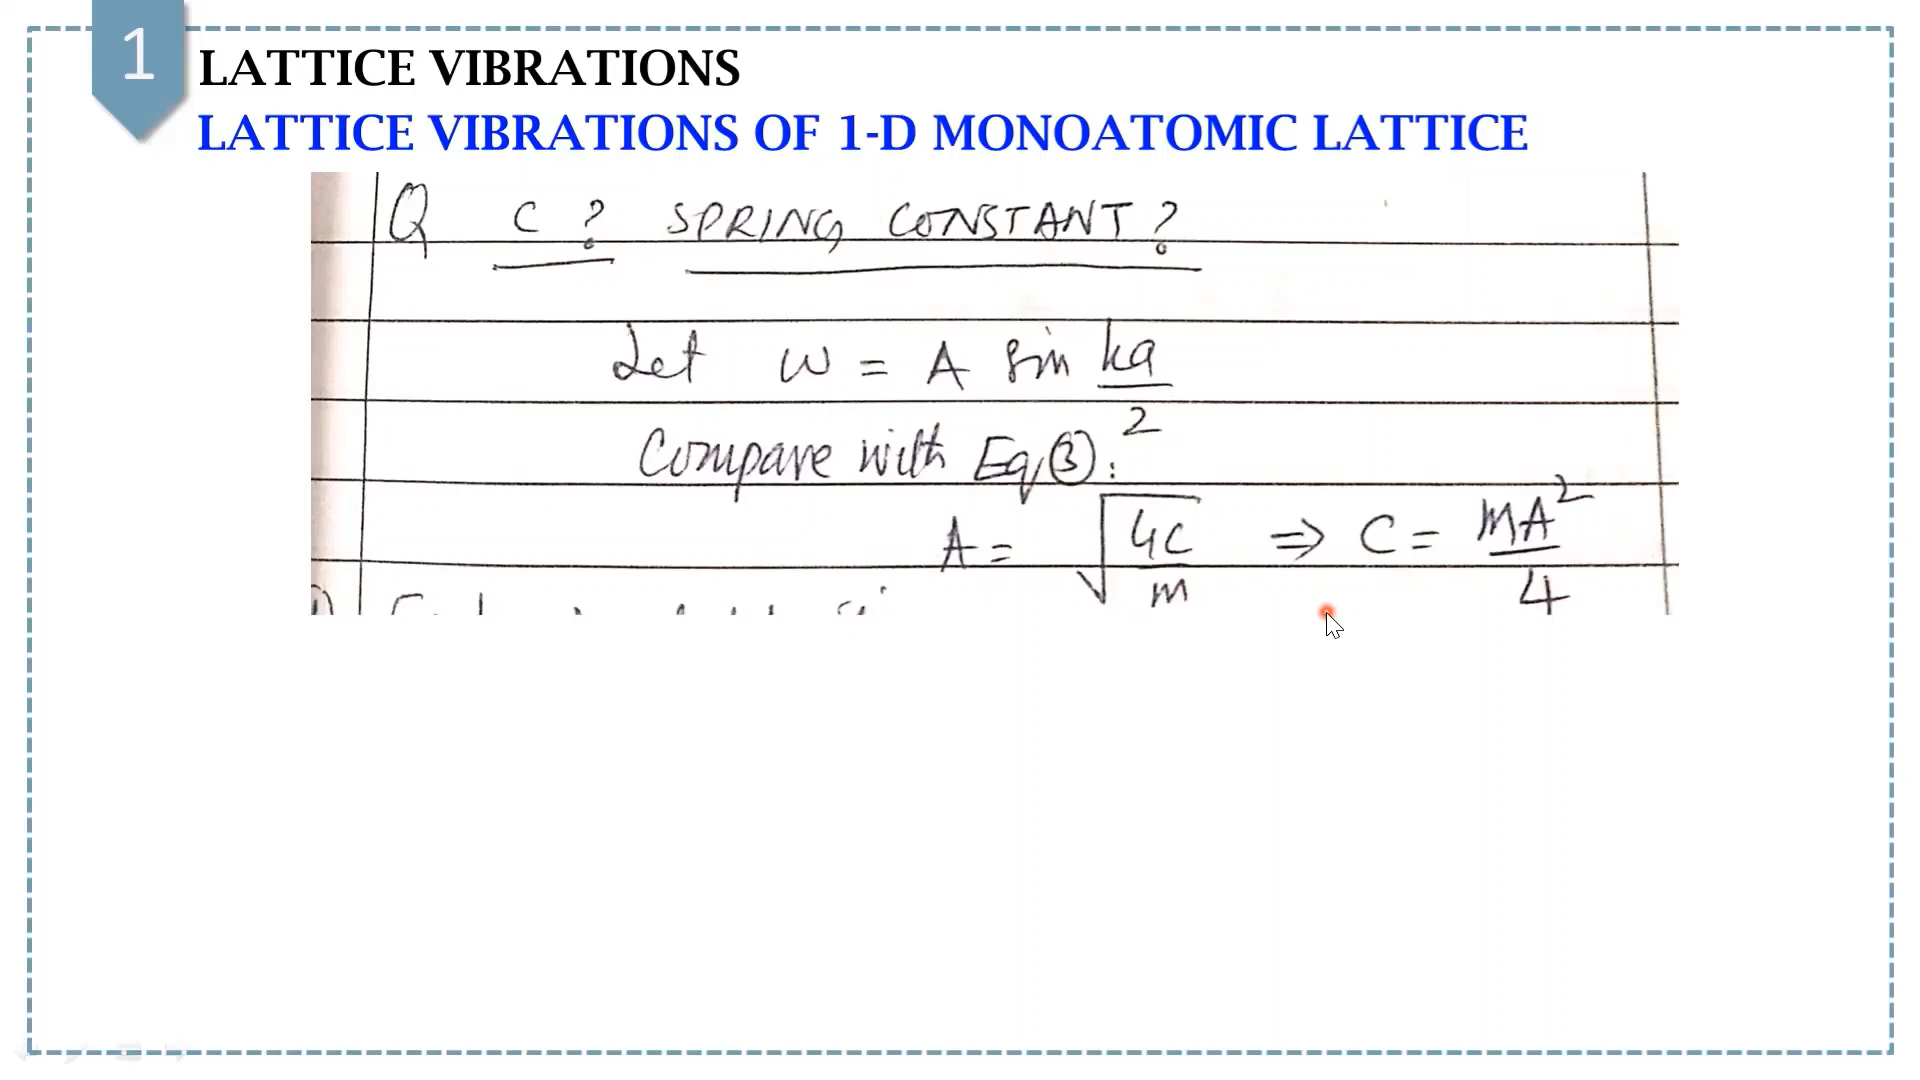 1
LATTICE VIBRATIONS
LATTICE VIBRATIONS OF 1-D MONOATOMIC LATTICE
Q C? SPRING CONSTANT?
Let ω = A sin ka/2
Compare with Eq. (3):
A = √(4C/m) ⇒ C = mA²/4